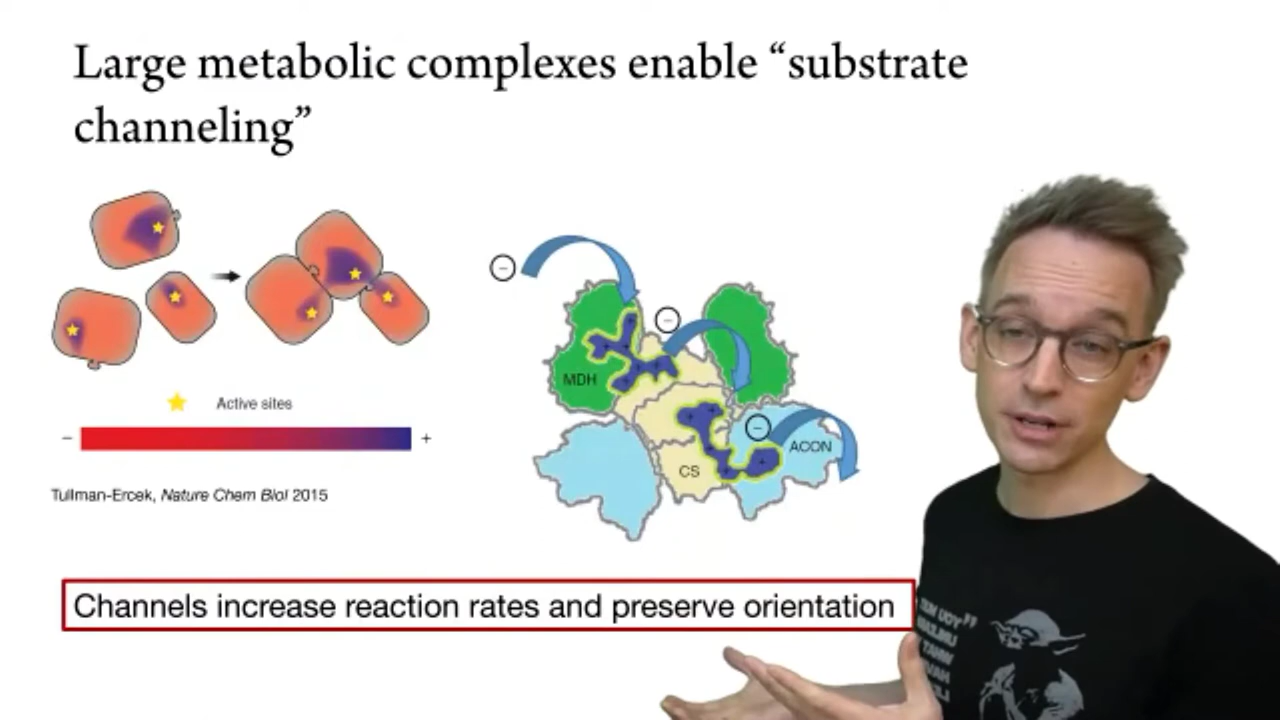 Large metabolic complexes enable “substrate
channeling”
MDH
CS
ACON
Active sites
− +
Tullman-Ercek, Nature Chem Biol 2015
Channels increase reaction rates and preserve orientation